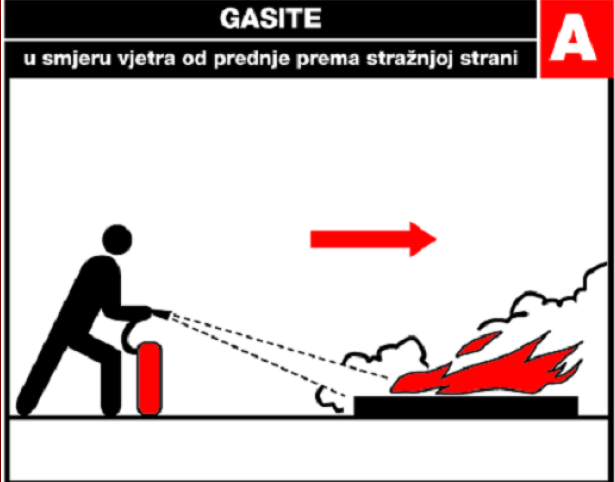 GASITE
u smjeru vjetra od prednje prema stražnjoj strani
A